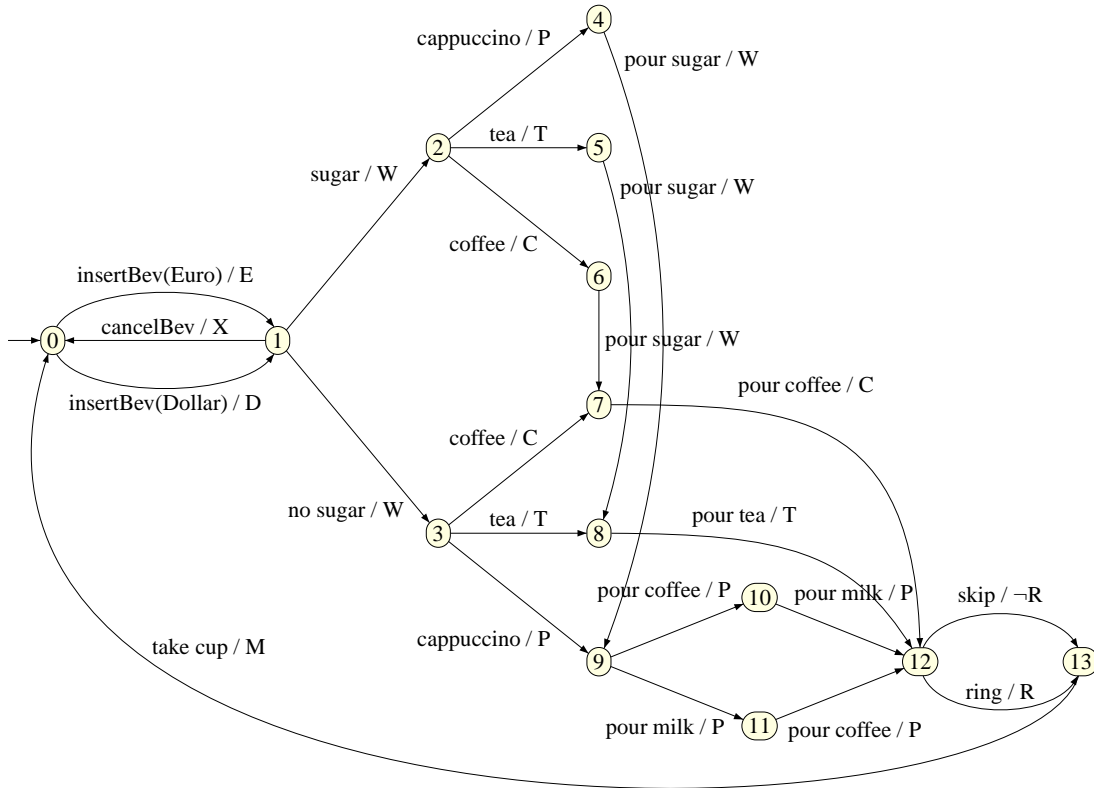 4
cappuccino / P
pour sugar / W
2
tea / T
5
sugar / W
pour sugar / W
coffee / C
6
insertBev(Euro) / E
0
cancelBev / X
1
pour sugar / W
insertBev(Dollar) / D
pour coffee / C
7
coffee / C
no sugar / W
3
tea / T
8
pour tea / T
pour coffee / P
10
pour milk / P
skip / ¬R
take cup / M
cappuccino / P
9
12
13
ring / R
pour milk / P
11
pour coffee / P